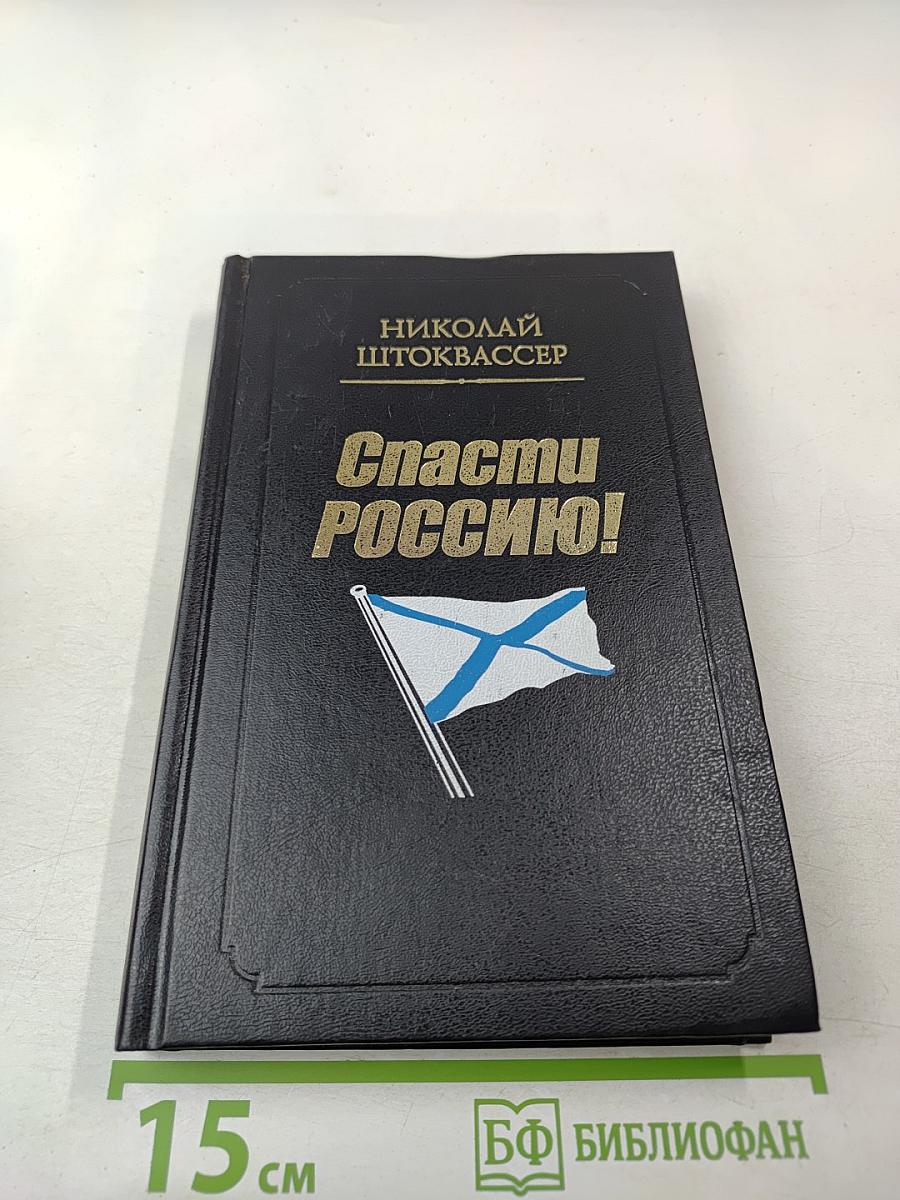 НИКОЛАЙ
ШТОКВАССЕР
Спасти
РОССИЮ!
15 см
БФ БИБЛИОФАН